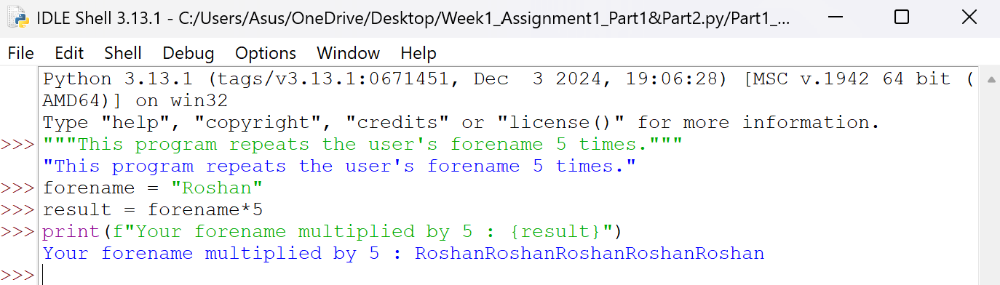 IDLE Shell 3.13.1 - C:/Users/Asus/OneDrive/Desktop/Week1_Assignment1_Part1&Part2.py/Part1_...
File Edit Shell Debug Options Window Help
Python 3.13.1 (tags/v3.13.1:0671451, Dec  3 2024, 19:06:28) [MSC v.1942 64 bit (
AMD64)] on win32
Type "help", "copyright", "credits" or "license()" for more information.
>>> """This program repeats the user's forename 5 times."""
"This program repeats the user's forename 5 times."
>>> forename = "Roshan"
>>> result = forename*5
>>> print(f"Your forename multiplied by 5 : {result}")
Your forename multiplied by 5 : RoshanRoshanRoshanRoshanRoshan
>>>